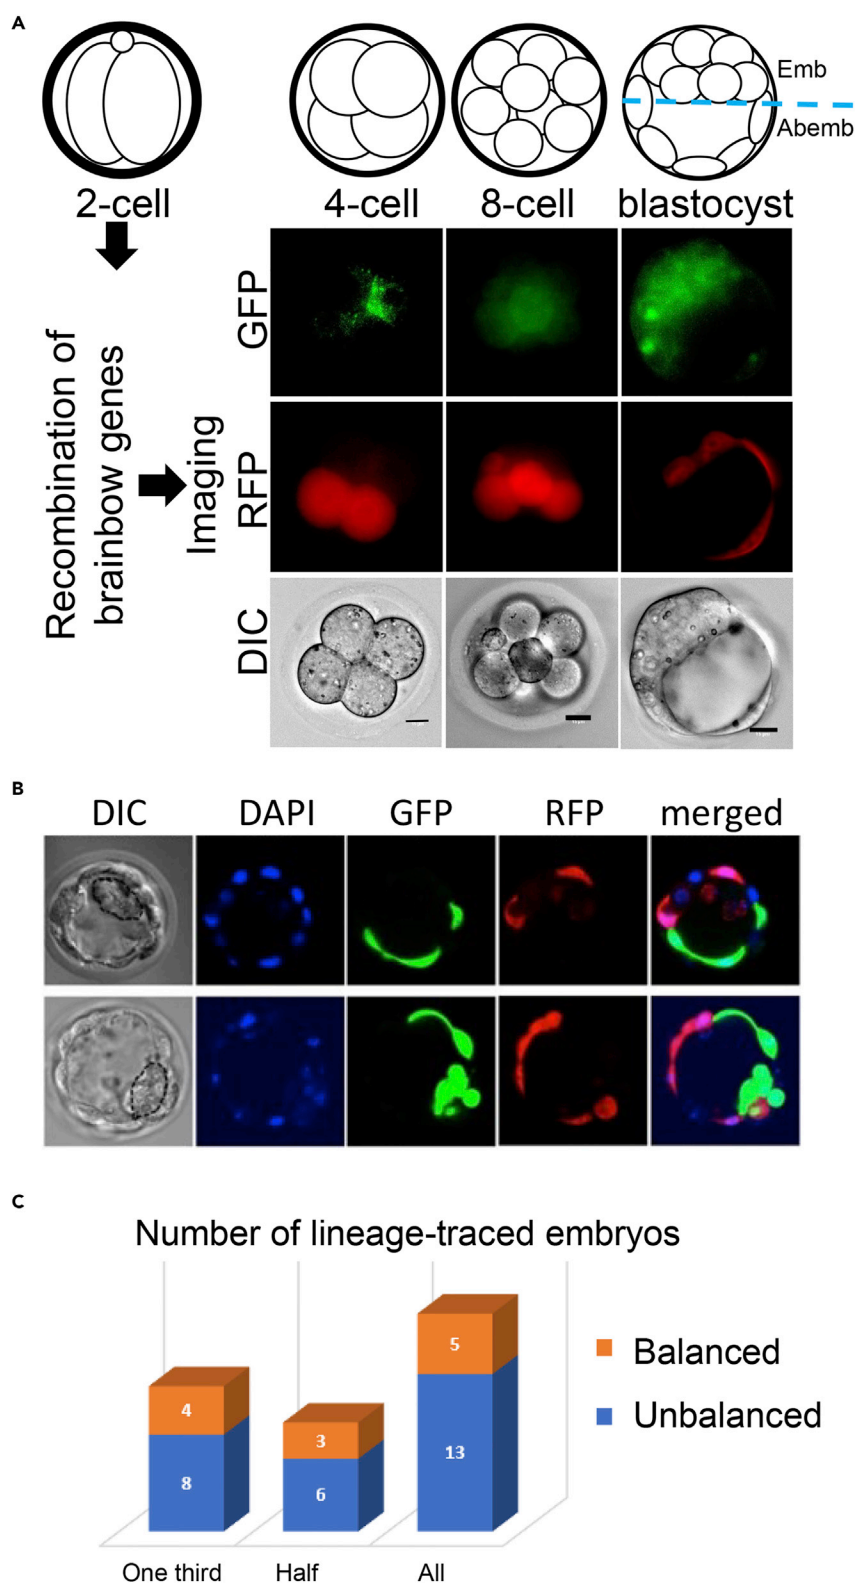 A
Emb
Abemb
2-cell
4-cell
8-cell
blastocyst
Recombination of
brainbow genes
Imaging
GFP
RFP
DIC
B
DIC
DAPI
GFP
RFP
merged
C
Number of lineage-traced embryos
4
8
3
6
5
13
Balanced
Unbalanced
One third
Half
All